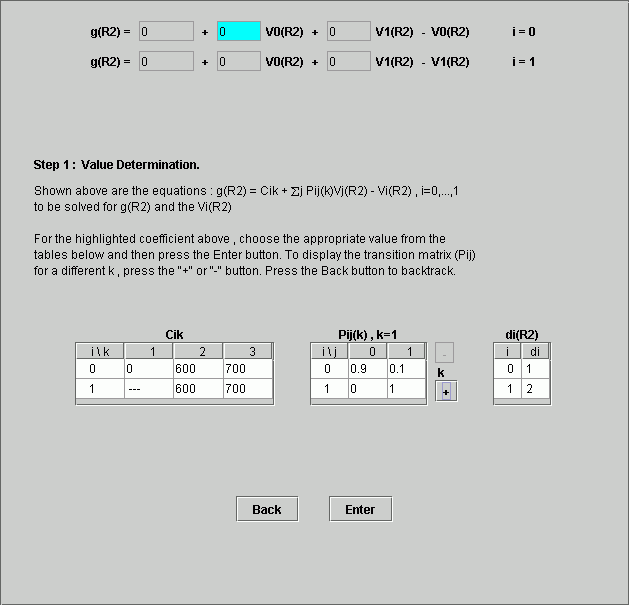 g(R2) = 0 + 0 V0(R2) + 0 V1(R2) - V0(R2) i = 0
g(R2) = 0 + 0 V0(R2) + 0 V1(R2) - V1(R2) i = 1
Step 1 : Value Determination.
Shown above are the equations : g(R2) = Cik + Σj Pij(k)Vj(R2) - Vi(R2) , i=0,...,1
to be solved for g(R2) and the Vi(R2)
For the highlighted coefficient above , choose the appropriate value from the
tables below and then press the Enter button. To display the transition matrix (Pij)
for a different k , press the "+" or "-" button. Press the Back button to backtrack.
Cik Pij(k) , k=1 di(R2)
i \ k 1 2 3 i \ j 0 1 - i di
0 0 600 700 0 0.9 0.1 k 0 1
1 --- 600 700 1 0 1 + 1 2
Back Enter